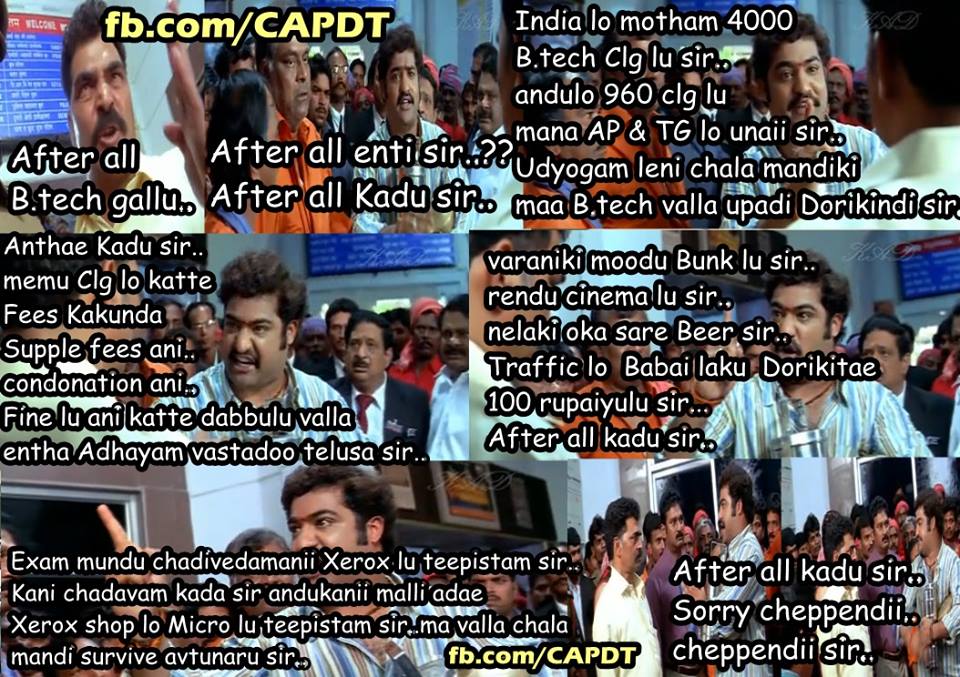 fb.com/CAPDT
WELCOME
After all
B.tech gallu..
After all enti sir..??
After all Kadu sir..
India lo motham 4000
B.tech Clg lu sir..
andulo 960 clg lu
mana AP & TG lo unaii sir..
Udyogam leni chala mandiki
maa B.tech valla upadi Dorikindi sir.
Anthae Kadu sir..
memu Clg lo katte
Fees Kakunda
Supple fees ani..
condonation ani..
Fine lu ani katte dabbulu valla
entha Adhayam vastadoo telusa sir..
varaniki moodu Bunk lu sir..
rendu cinema lu sir..
nelaki oka sare Beer sir..
Traffic lo Babai laku Dorikitae
100 rupaiyulu sir...
After all kadu sir..
Exam mundu chadivedamanii Xerox lu teepistam sir..
Kani chadavam kada sir andukanii malli adae
Xerox shop lo Micro lu teepistam sir..ma valla chala
mandi survive avtunaru sir..
fb.com/CAPDT
After all kadu sir..
Sorry cheppendii..
cheppendii sir..